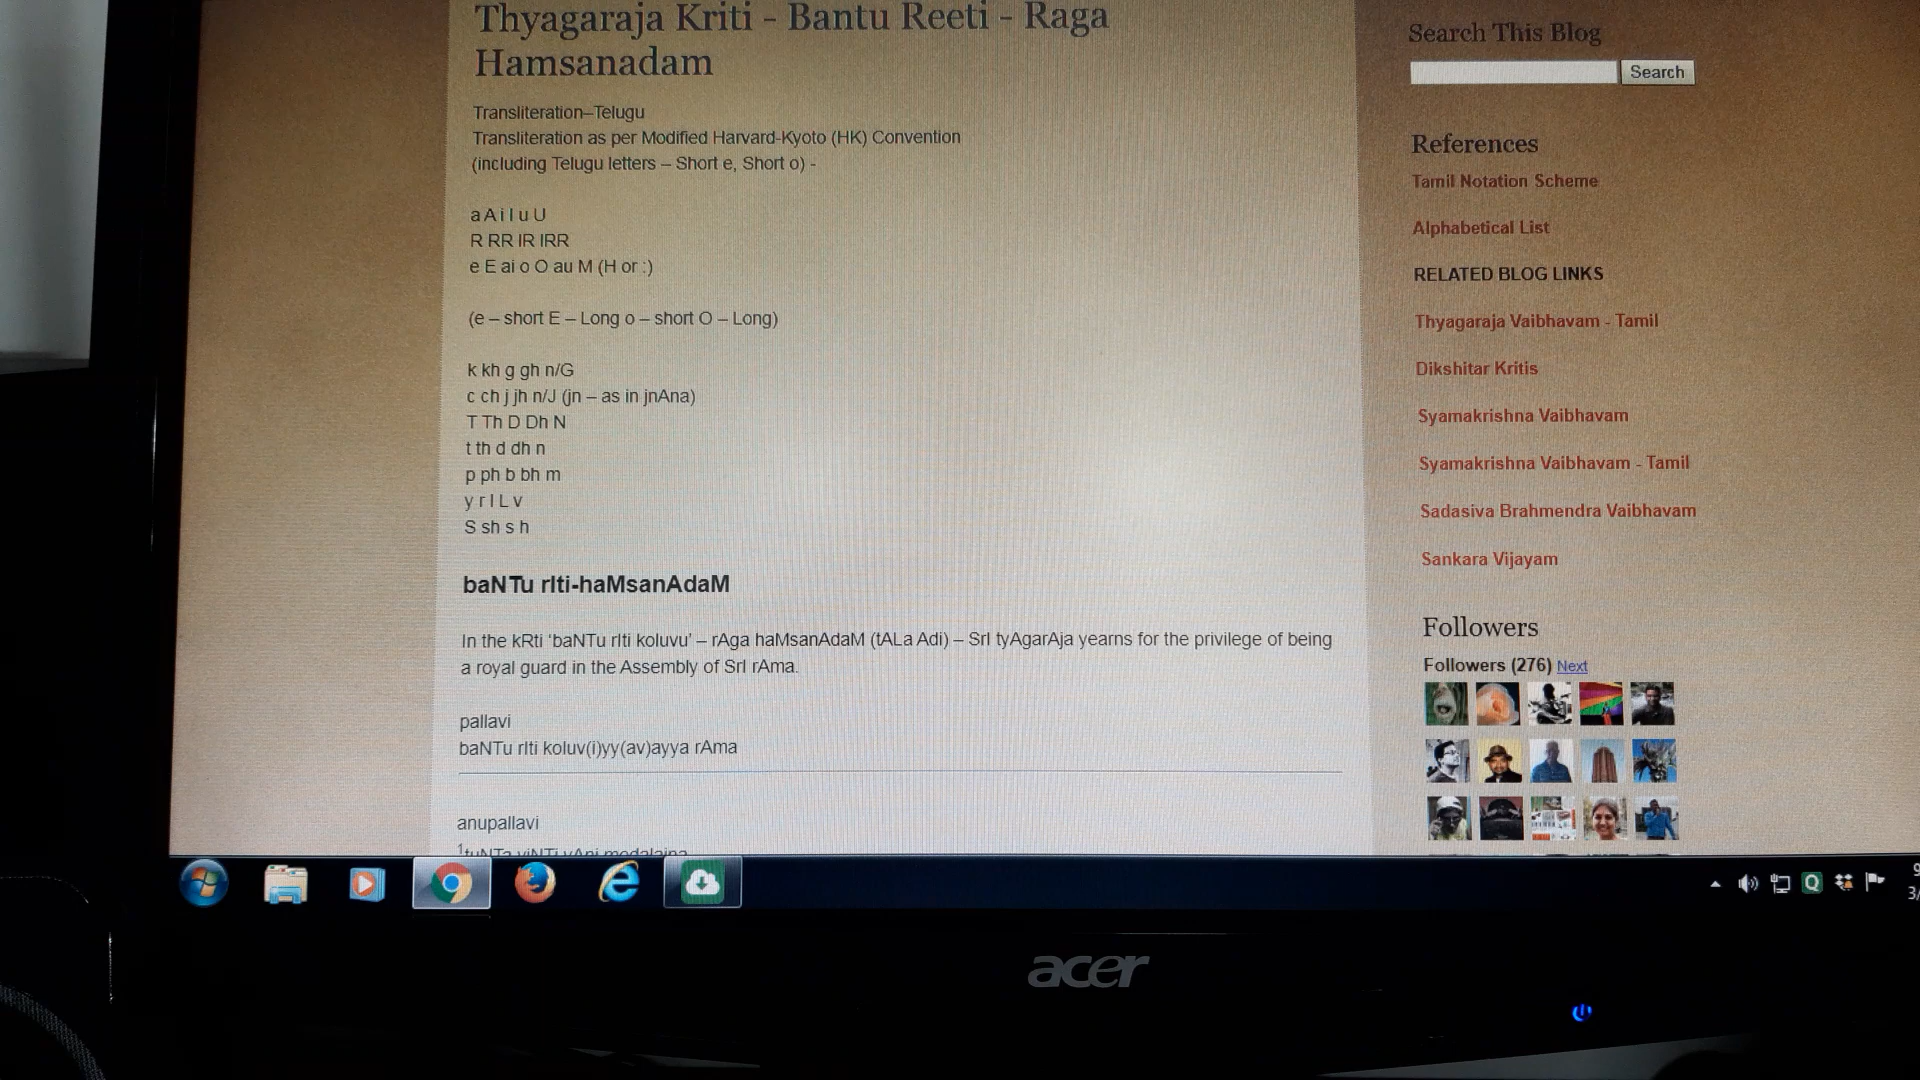 Thyagaraja Kriti - Bantu Reeti - Raga
Hamsanadam
Transliteration–Telugu
Transliteration as per Modified Harvard-Kyoto (HK) Convention
(including Telugu letters – Short e, Short o) -
a A i I u U
R RR lR lRR
e E ai o O au M (H or :)
(e – short E – Long o – short O – Long)
k kh g gh n/G
c ch j jh n/J (jn – as in jnAna)
T Th D Dh N
t th d dh n
p ph b bh m
y r l L v
S sh s h
baNTu rIti-haMsanAdaM
In the kRti ‘baNTu rIti koluvu’ – rAga haMsanAdaM (tALa Adi) – SrI tyAgarAja yearns for the privilege of being
a royal guard in the Assembly of SrI rAma.
pallavi
baNTu rIti koluv(i)yy(av)ayya rAma
anupallavi
1tuNTa viNTi vAni modalaina
Search This Blog
Search
References
Tamil Notation Scheme
Alphabetical List
RELATED BLOG LINKS
Thyagaraja Vaibhavam - Tamil
Dikshitar Kritis
Syamakrishna Vaibhavam
Syamakrishna Vaibhavam - Tamil
Sadasiva Brahmendra Vaibhavam
Sankara Vijayam
Followers
Followers (276) Next
acer